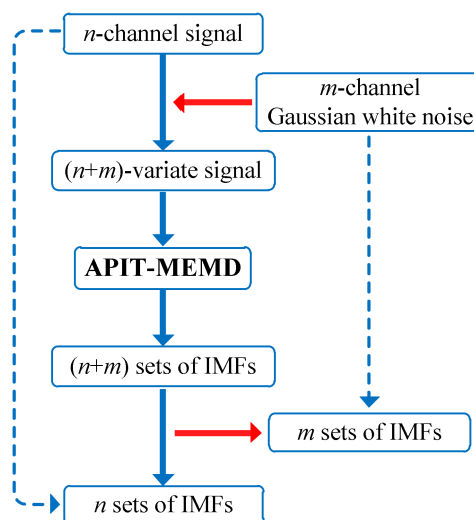 n-channel signal
m-channel
Gaussian white noise
(n+m)-variate signal
APIT-MEMD
(n+m) sets of IMFs
m sets of IMFs
n sets of IMFs